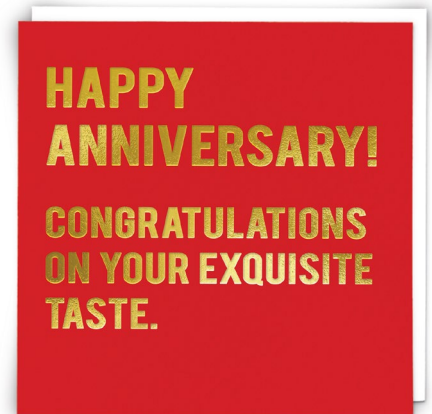 HAPPY
ANNIVERSARY!
CONGRATULATIONS
ON YOUR EXQUISITE
TASTE.